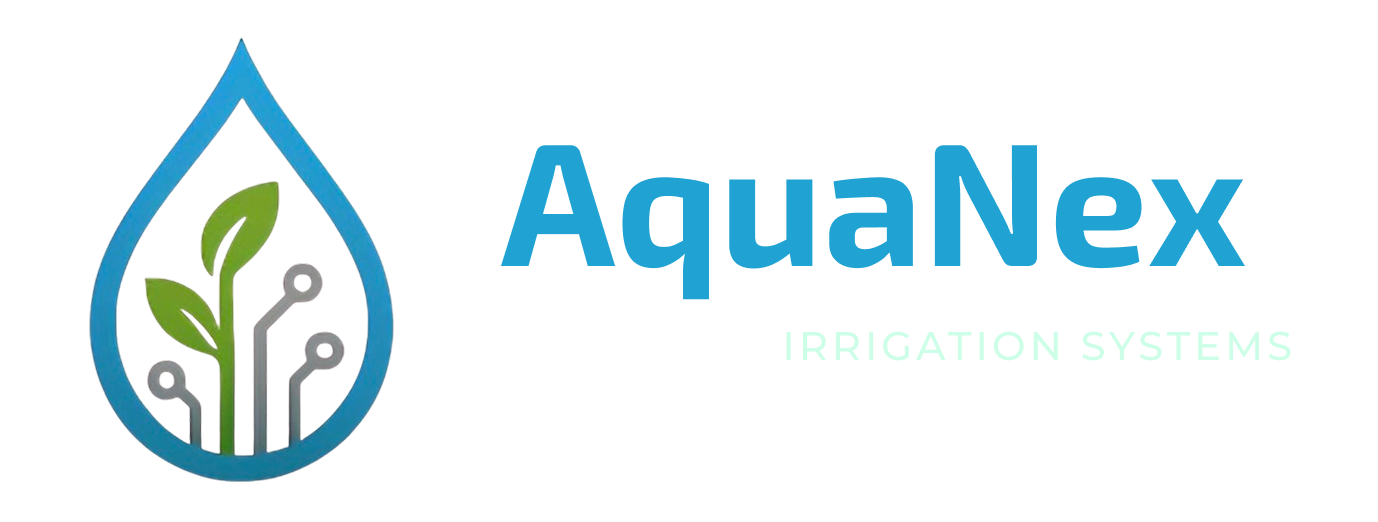 AquaNex
IRRIGATION SYSTEMS